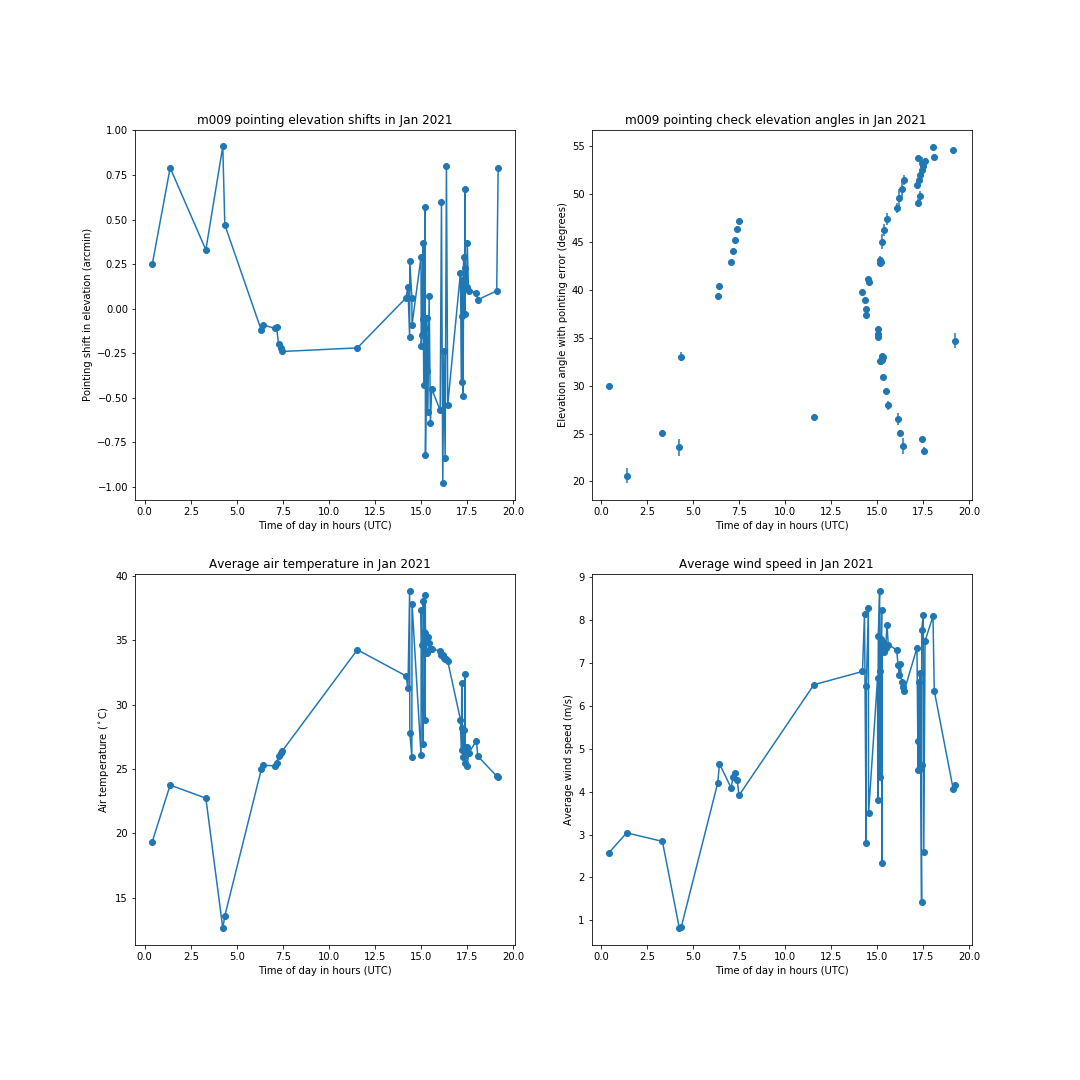 m009 pointing elevation shifts in Jan 2021
Pointing shift in elevation (arcmin)
1.00
0.75
0.50
0.25
0.00
−0.25
−0.50
−0.75
−1.00
0.0 2.5 5.0 7.5 10.0 12.5 15.0 17.5 20.0
Time of day in hours (UTC)
m009 pointing check elevation angles in Jan 2021
Elevation angle with pointing error (degrees)
55
50
45
40
35
30
25
20
0.0 2.5 5.0 7.5 10.0 12.5 15.0 17.5 20.0
Time of day in hours (UTC)
Average air temperature in Jan 2021
Air temperature (°C)
40
35
30
25
20
15
0.0 2.5 5.0 7.5 10.0 12.5 15.0 17.5 20.0
Time of day in hours (UTC)
Average wind speed in Jan 2021
Average wind speed (m/s)
9
8
7
6
5
4
3
2
1
0.0 2.5 5.0 7.5 10.0 12.5 15.0 17.5 20.0
Time of day in hours (UTC)